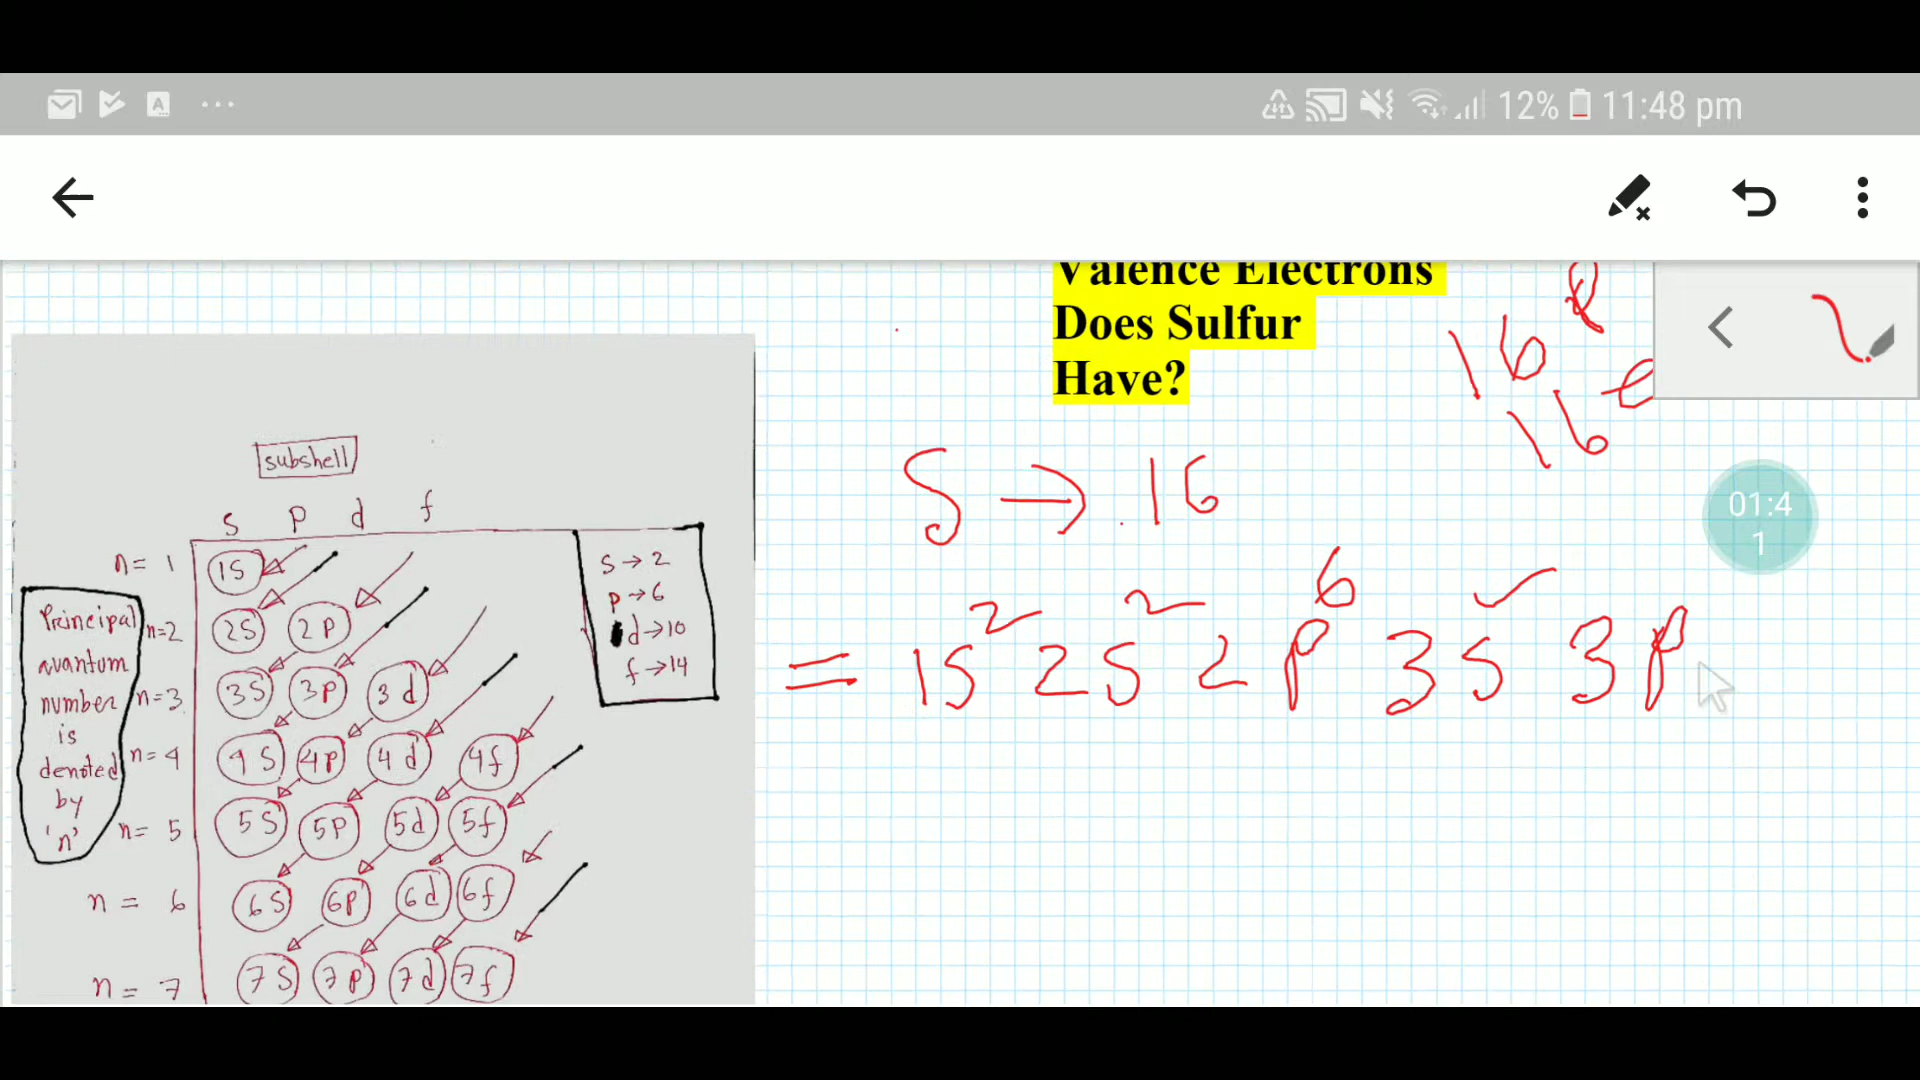 12% 11:48 pm
Valence Electrons
Does Sulfur
Have?
16 P
16 e
01:4
1
S → 16
= 1S² 2S² 2P⁶ 3S 3P
subshell
S P d f
n = 1 1S
n=2 2S 2P
n=3 3S 3P 3d
n = 4 4S 4P 4d 4f
n = 5 5S 5P 5d 5f
n = 6 6S 6P 6d 6f
n = 7 7S 7P 7d 7f
Principal
quantum
number
is
denoted
by
'n'
S → 2
P → 6
d → 10
f → 14